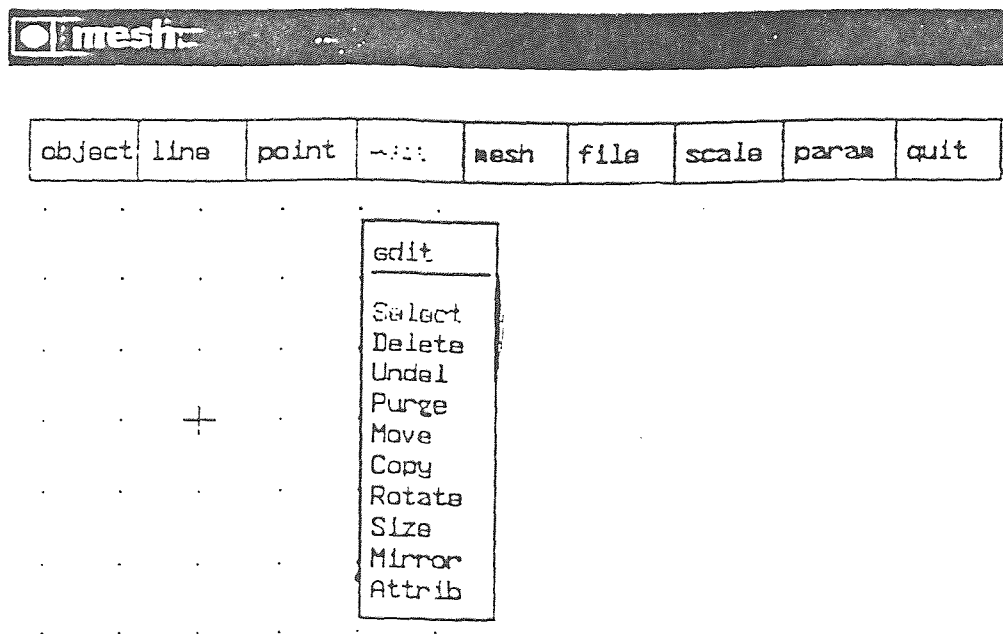 mesh
object line point mesh file scale param quit
edit
Select
Delete
Undel
Purge
Move
Copy
Rotate
Size
Mirror
Attrib